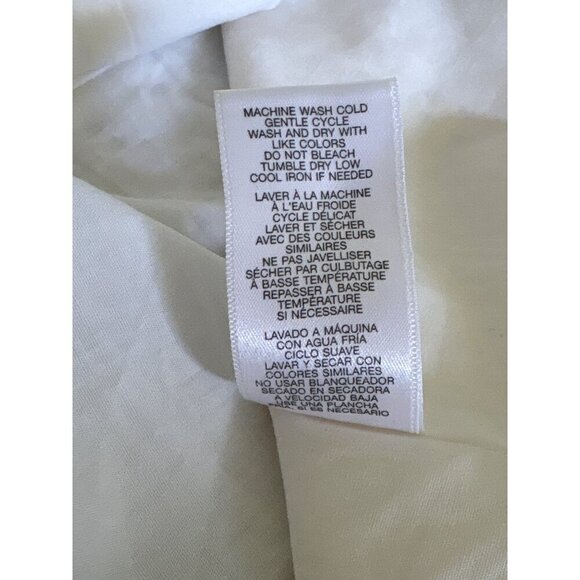 MACHINE WASH COLD
GENTLE CYCLE
WASH AND DRY WITH
LIKE COLORS
DO NOT BLEACH
TUMBLE DRY LOW
COOL IRON IF NEEDED
LAVER À LA MACHINE
À L'EAU FROIDE
CYCLE DÉLICAT
LAVER ET SÉCHER
AVEC DES COULEURS
SIMILAIRES
NE PAS JAVELLISER
SÉCHER PAR CULBUTAGE
À BASSE TEMPÉRATURE
REPASSER À BASSE
TEMPÉRATURE
SI NÉCESSAIRE
LAVADO A MÁQUINA
CON AGUA FRÍA
CICLO SUAVE
LAVAR Y SECAR CON
COLORES SIMILARES
NO USAR BLANQUEADOR
SECADO EN SECADORA
A VELOCIDAD BAJA
USE UNA PLANCHA
SI ES NECESARIO